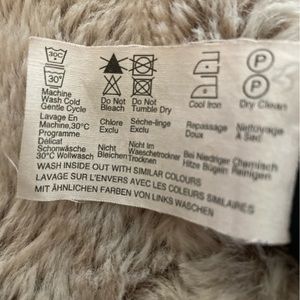 30C
30°
P
P
Machine Wash Cold Gentle Cycle
Do Not Bleach
Do Not Tumble Dry
Cool Iron
Dry Clean
Lavage En Machine,30°C Programme Délicat
Chlore Exclu
Séche-linge Exclu
Repassage Doux
Nettoyage A Sec
Schonwäsche 30°C Wollwasch
Nicht Bleichen
Nicht Im Waeschetrockner Trocknen
Bei Niedriger Hitze Bügeln
Chemisch Reinigen
WASH INSIDE OUT WITH SIMILAR COLOURS
LAVAGE SUR L'ENVERS AVEC LES COULEURS SIMILAIRES
MIT ÄHNLICHEN FARBEN VON LINKS WASCHEN